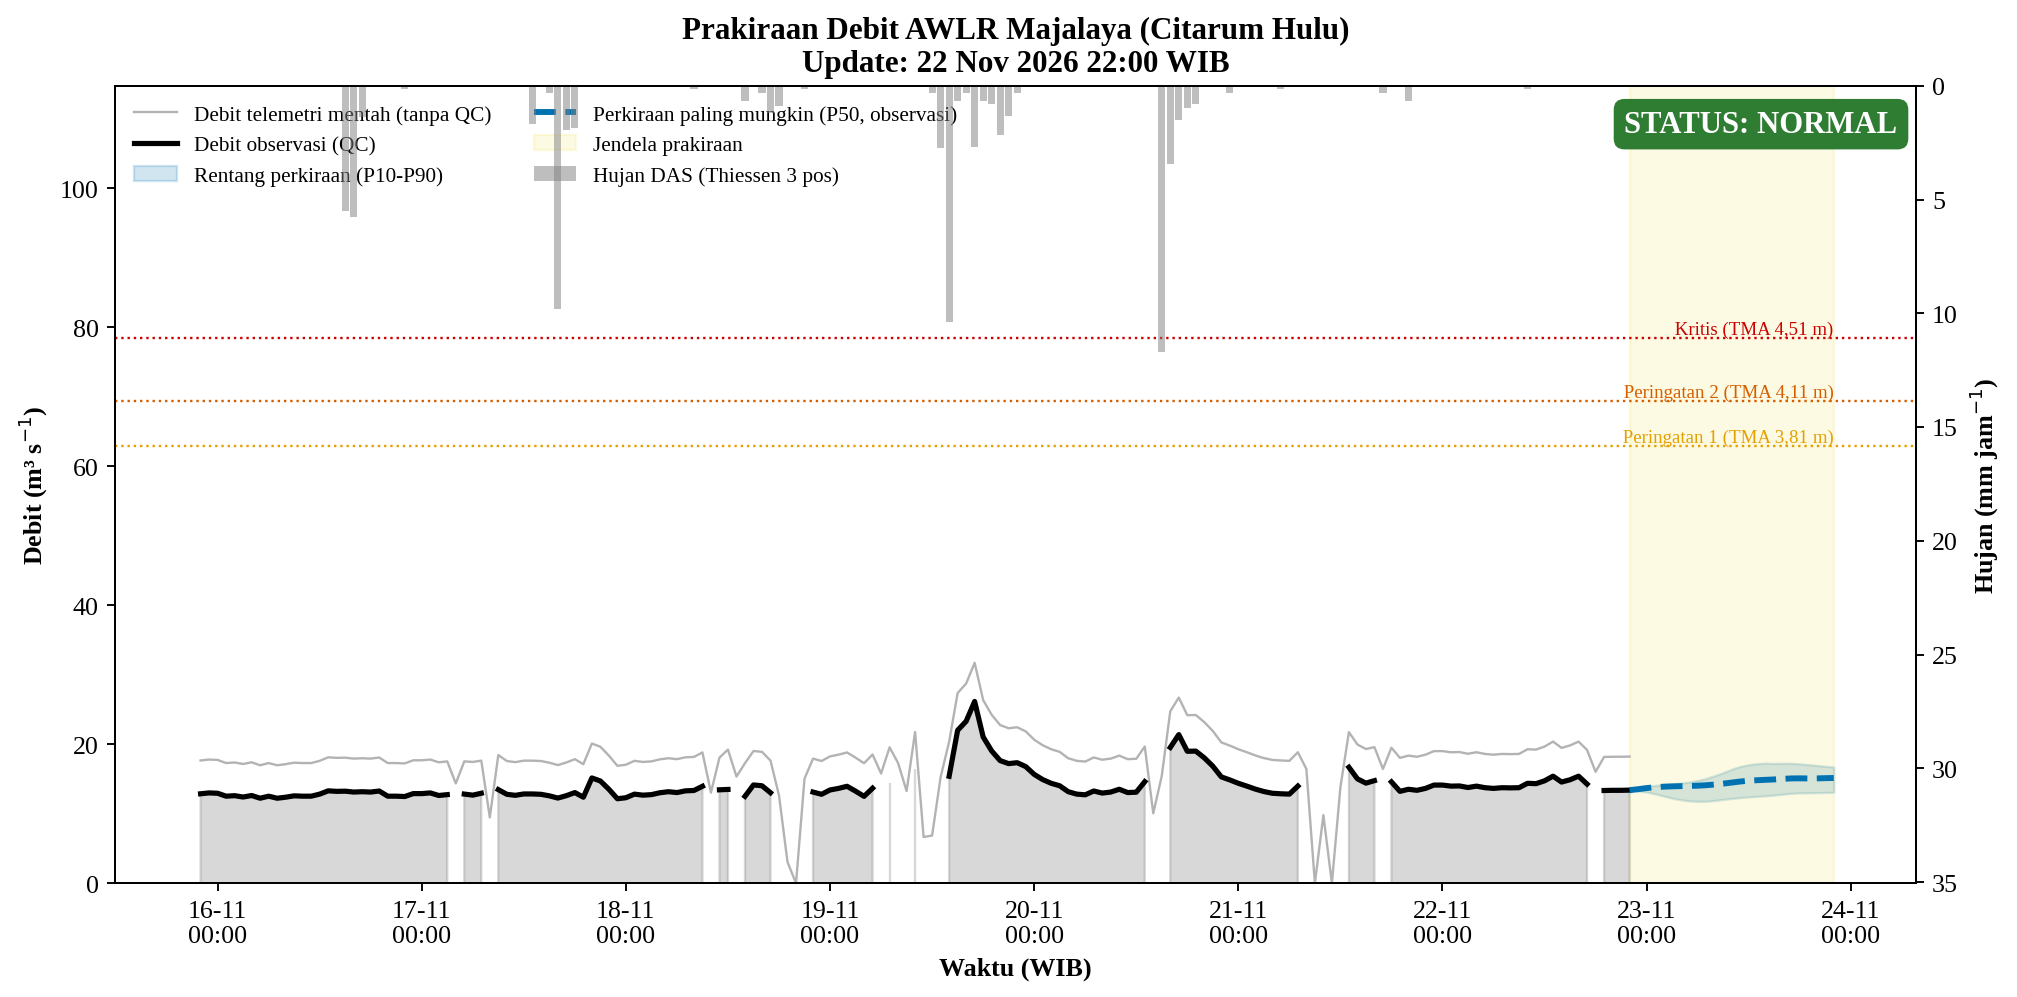 Prakiraan Debit AWLR Majalaya (Citarum Hulu)
Update: 22 Nov 2026 22:00 WIB
Debit telemetri mentah (tanpa QC)
Debit observasi (QC)
Rentang perkiraan (P10-P90)
Perkiraan paling mungkin (P50, observasi)
Jendela prakiraan
Hujan DAS (Thiessen 3 pos)
STATUS: NORMAL
Kritis (TMA 4,51 m)
Peringatan 2 (TMA 4,11 m)
Peringatan 1 (TMA 3,81 m)
Debit (m³ s⁻¹)
100
80
60
40
20
0
Hujan (mm jam⁻¹)
0
5
10
15
20
25
30
35
16-11 00:00
17-11 00:00
18-11 00:00
19-11 00:00
20-11 00:00
21-11 00:00
22-11 00:00
23-11 00:00
24-11 00:00
Waktu (WIB)